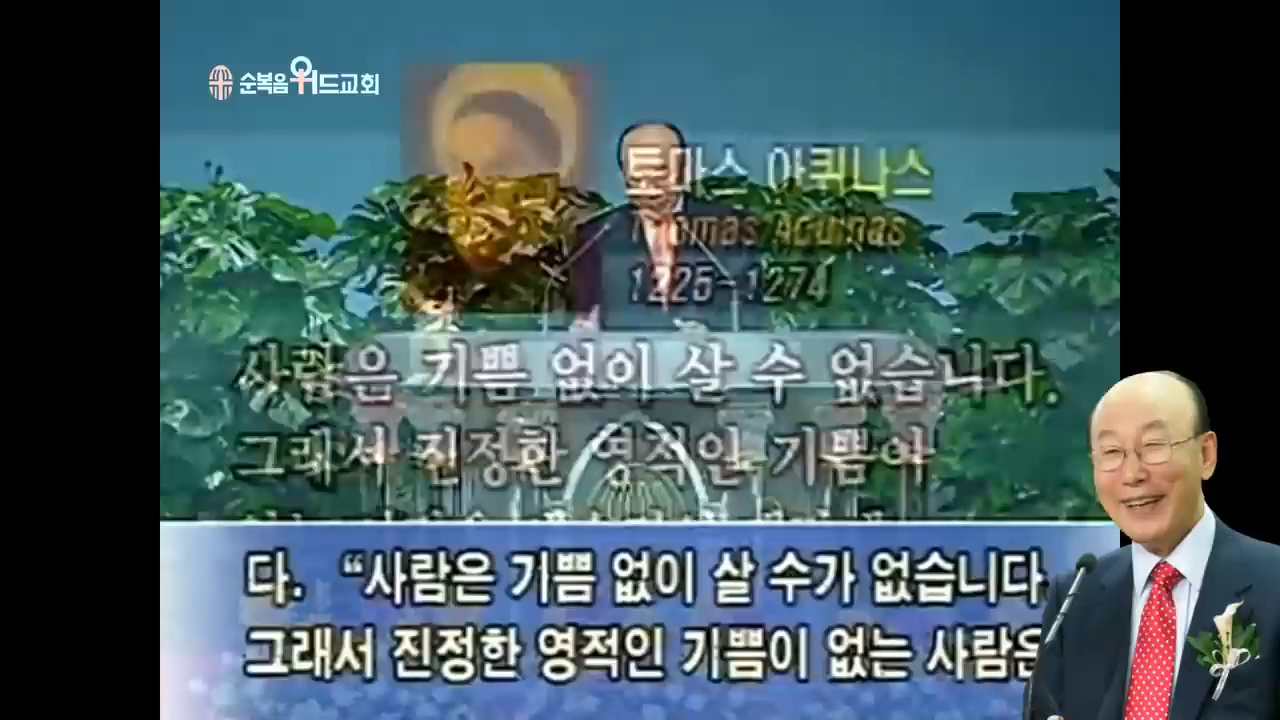 순복음워드교회
토마스 아퀴나스
Thomas Aquinas
1225~1274
사람은 기쁨 없이 살 수 없습니다.
그래서 진정한 영적인 기쁨이
다. “사람은 기쁨 없이 살 수가 없습니다.
그래서 진정한 영적인 기쁨이 없는 사람은